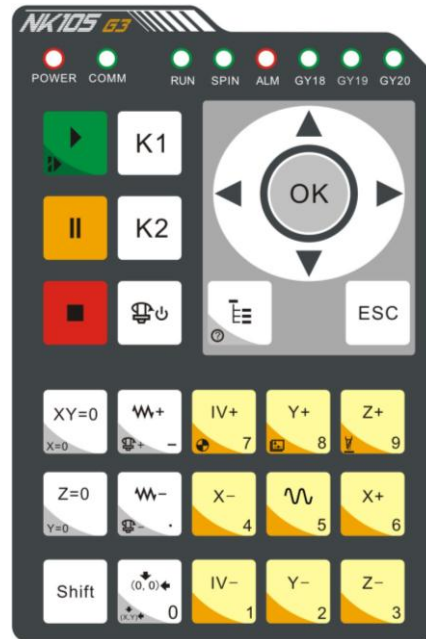 NK105 G3
POWER COMM RUN SPIN ALM GY18 GY19 GY20
K1
OK
K2
ESC
XY=0 + IV+ Y+ Z+
X=0 + - 7 8 9
Z=0 - X- X+
Y=0 - . 4 5 6
Shift (0, 0) IV- Y- Z-
(X,Y) 0 1 2 3